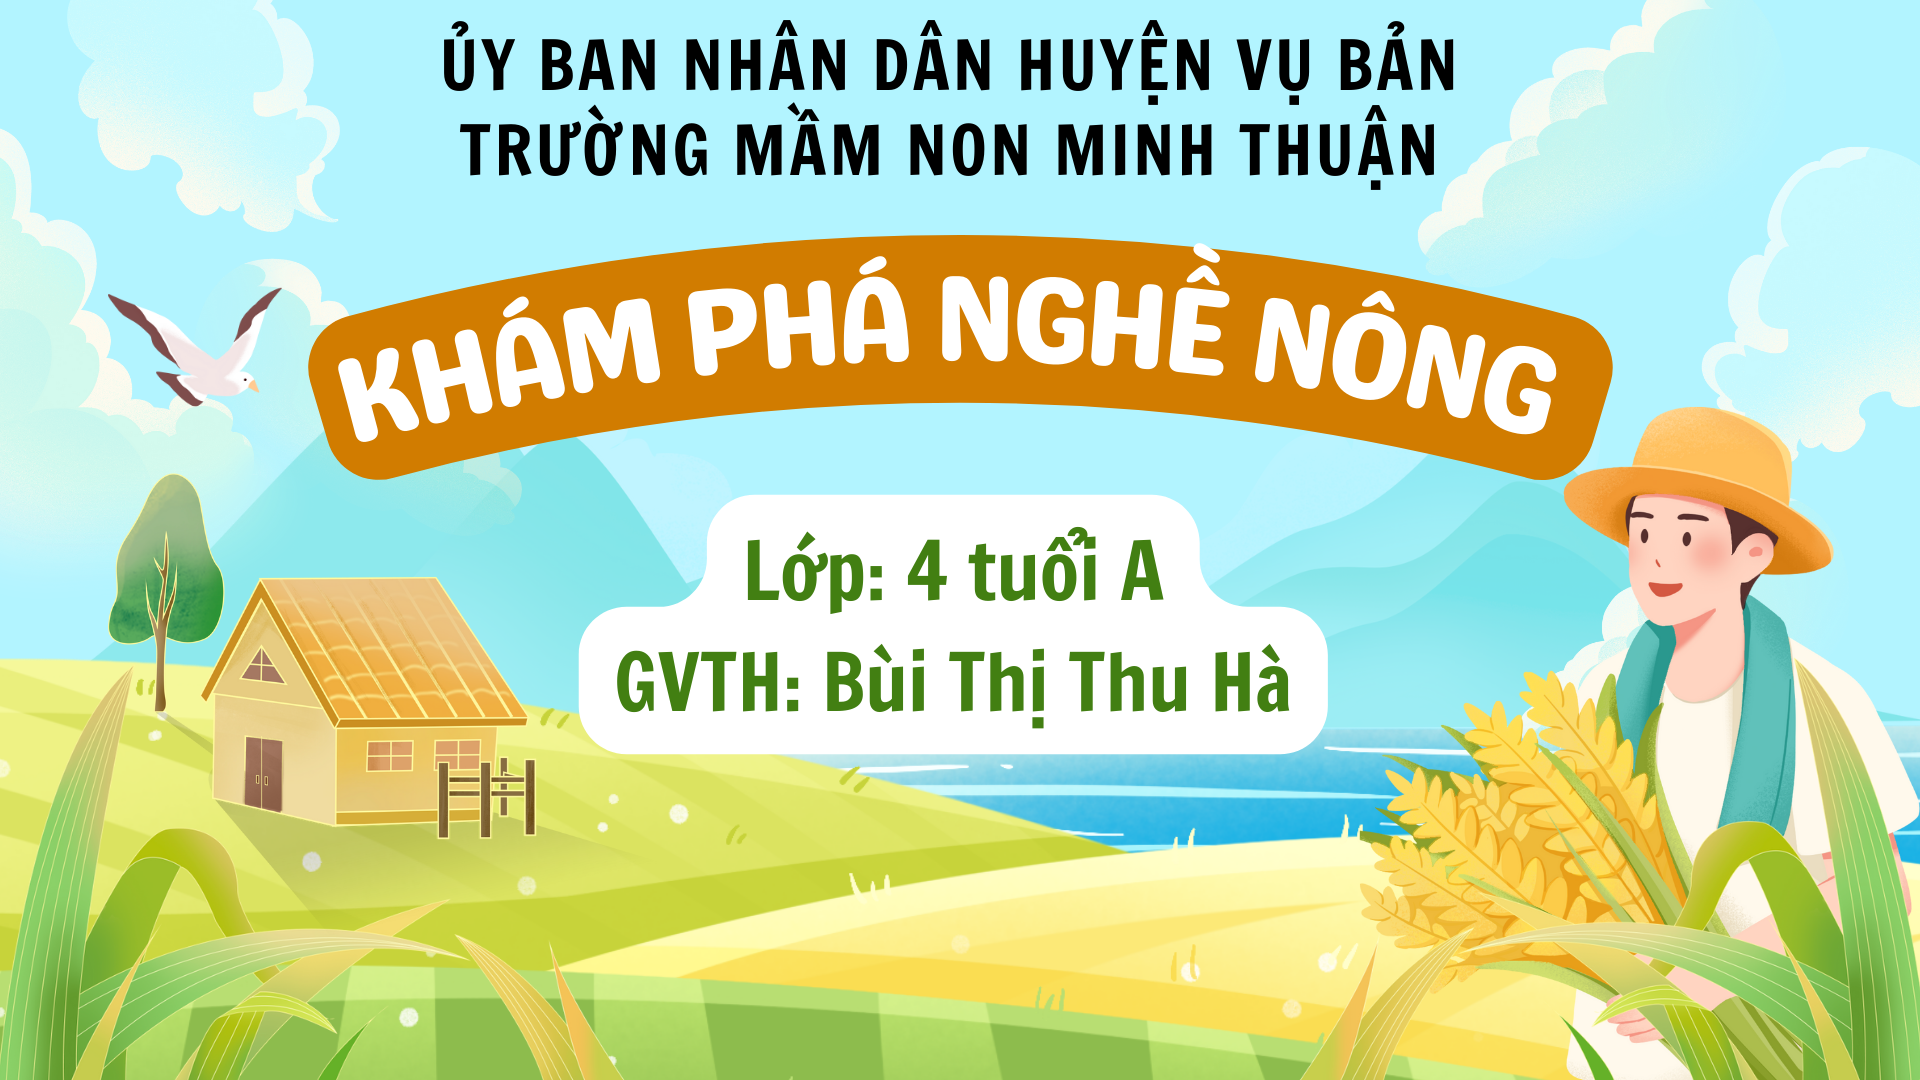 ỦY BAN NHÂN DÂN HUYỆN VỤ BẢN
TRƯỜNG MẦM NON MINH THUẬN
KHÁM PHÁ NGHỀ NÔNG
Lớp: 4 tuổi A
GVTH: Bùi Thị Thu Hà